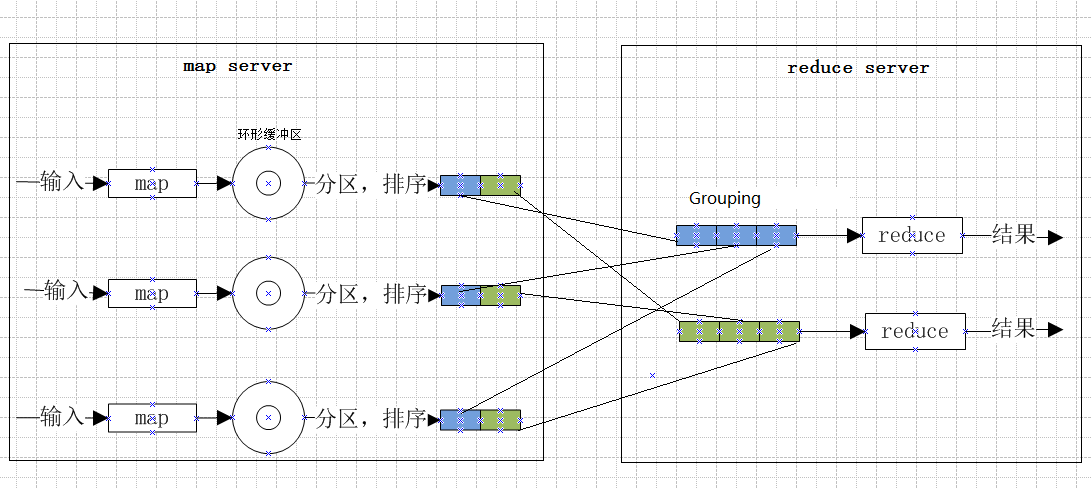 map server
reduce server
环形缓冲区
输入
map
分区，排序
Grouping
reduce
结果
输入
map
分区，排序
reduce
结果
输入
map
分区，排序